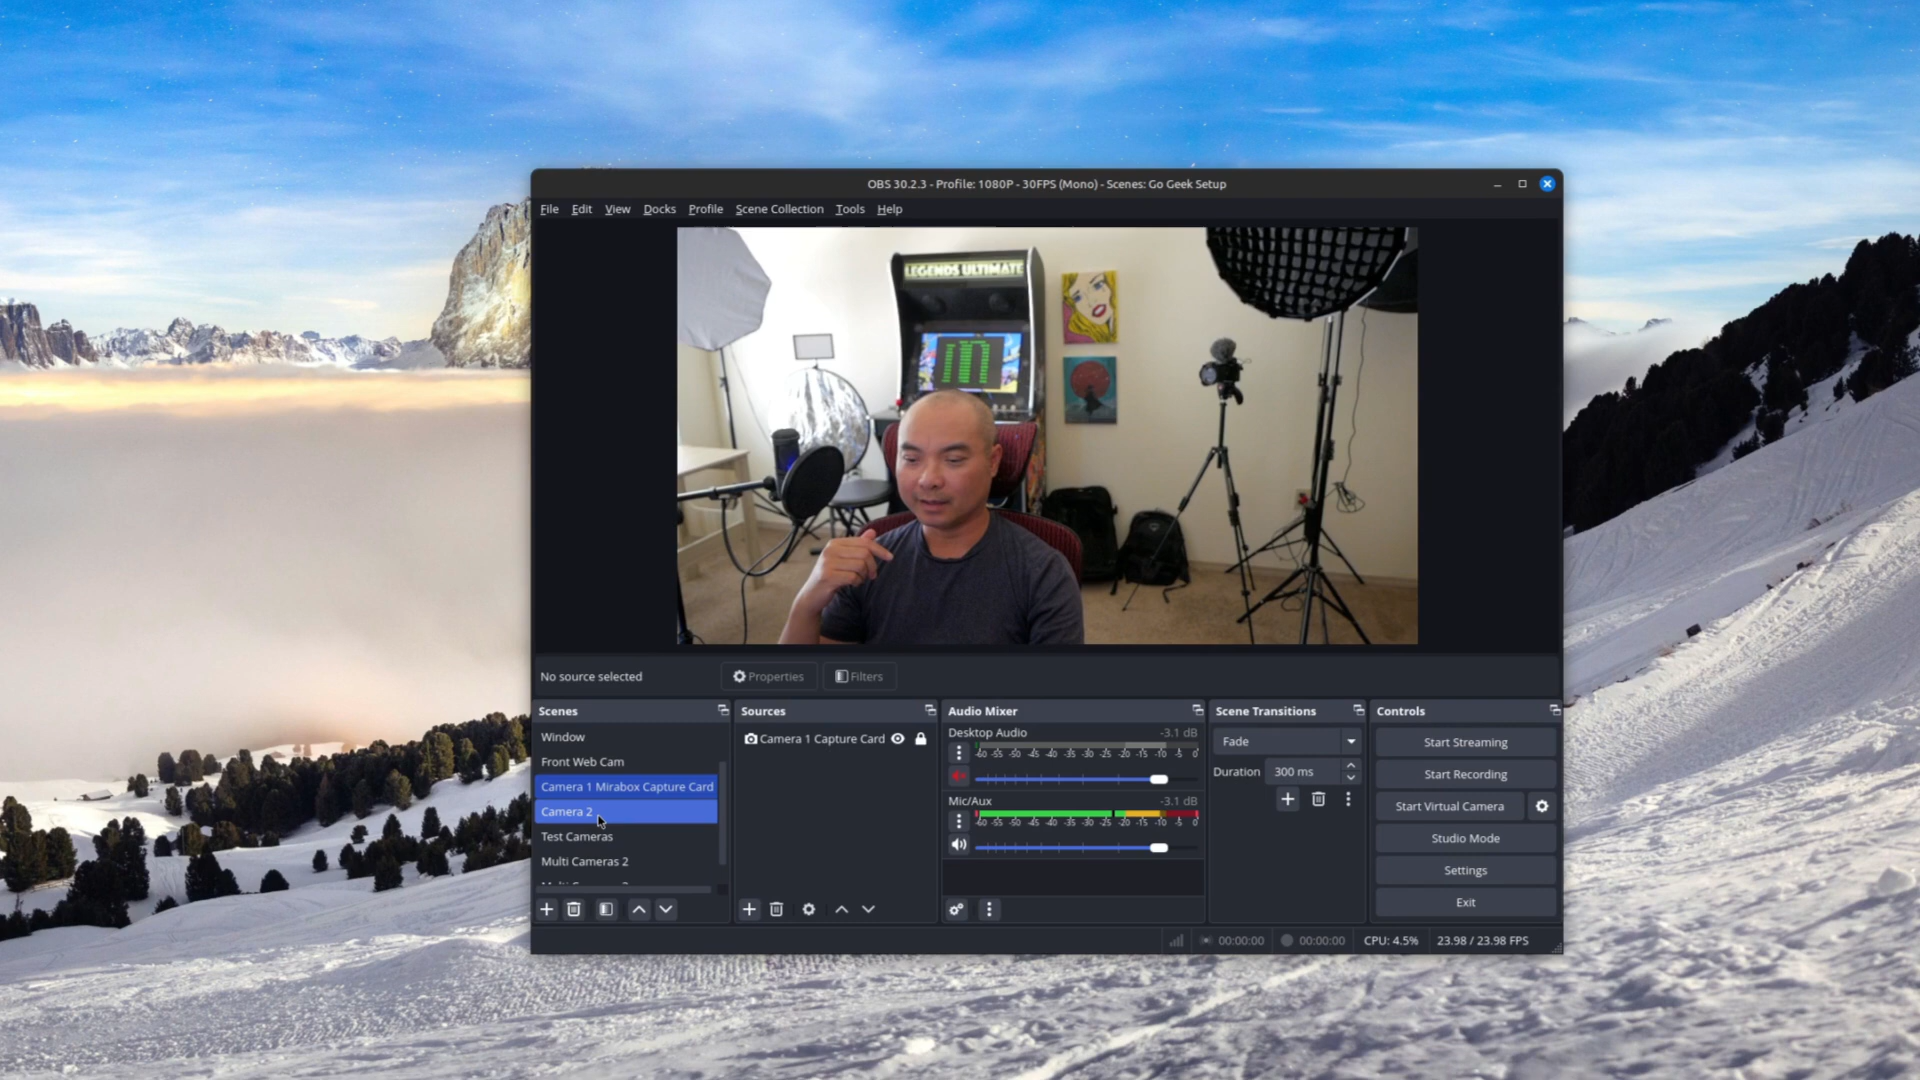 OBS 30.2.3 - Profile: 1080P - 30FPS (Mono) - Scenes: Go Geek Setup
File Edit View Docks Profile Scene Collection Tools Help
LEGENDS ULTIMATE
No source selected Properties Filters
Scenes
Window
Front Web Cam
Camera 1 Mirabox Capture Card
Camera 2
Test Cameras
Multi Cameras 2
Sources
Camera 1 Capture Card
Audio Mixer
Desktop Audio -3.1 dB
-60 -55 -50 -45 -40 -35 -30 -25 -20 -15 -10 -5 0
Mic/Aux -3.1 dB
-60 -55 -50 -45 -40 -35 -30 -25 -20 -15 -10 -5 0
Scene Transitions
Fade
Duration 300 ms
Controls
Start Streaming
Start Recording
Start Virtual Camera
Studio Mode
Settings
Exit
00:00:00 00:00:00 CPU: 4.5% 23.98 / 23.98 FPS